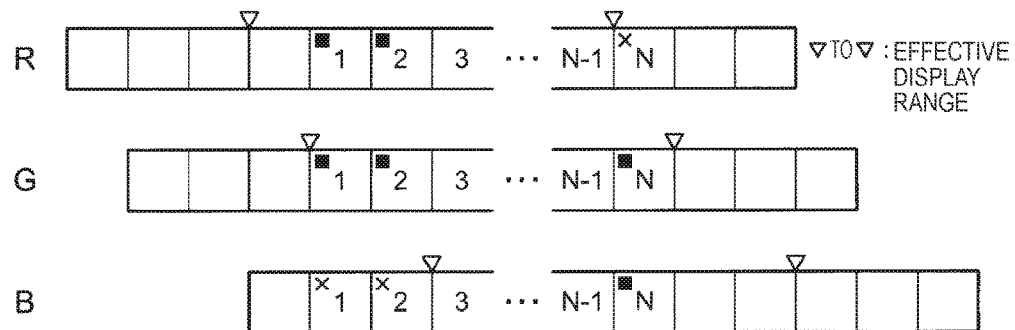 R 1 2 3 ... N-1 × N ▽TO▽ : EFFECTIVE
DISPLAY
RANGE
G 1 2 3 ... N-1 N
B × 1 × 2 3 ... N-1 N